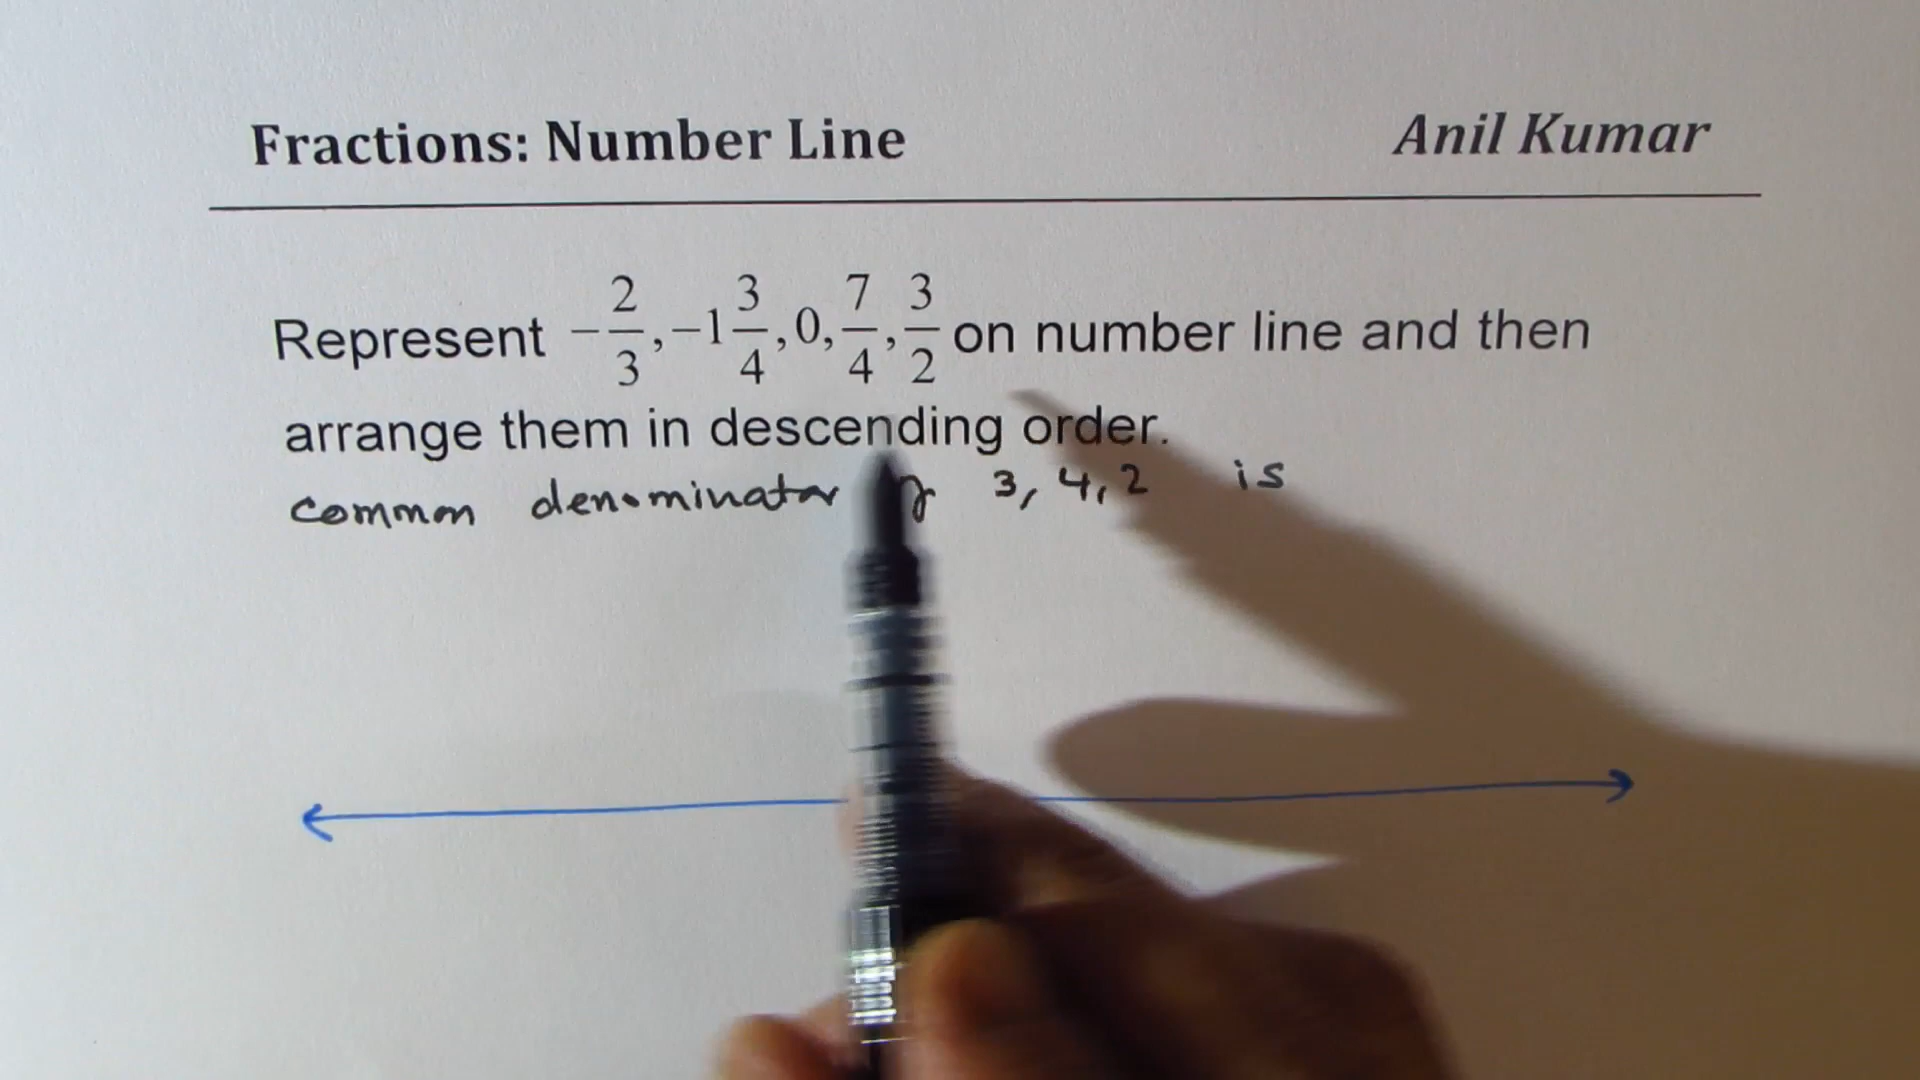 Fractions: Number Line
Anil Kumar
Represent -2/3, -1 3/4, 0, 7/4, 3/2 on number line and then
arrange them in descending order.
common denominator 3, 4, 2 is